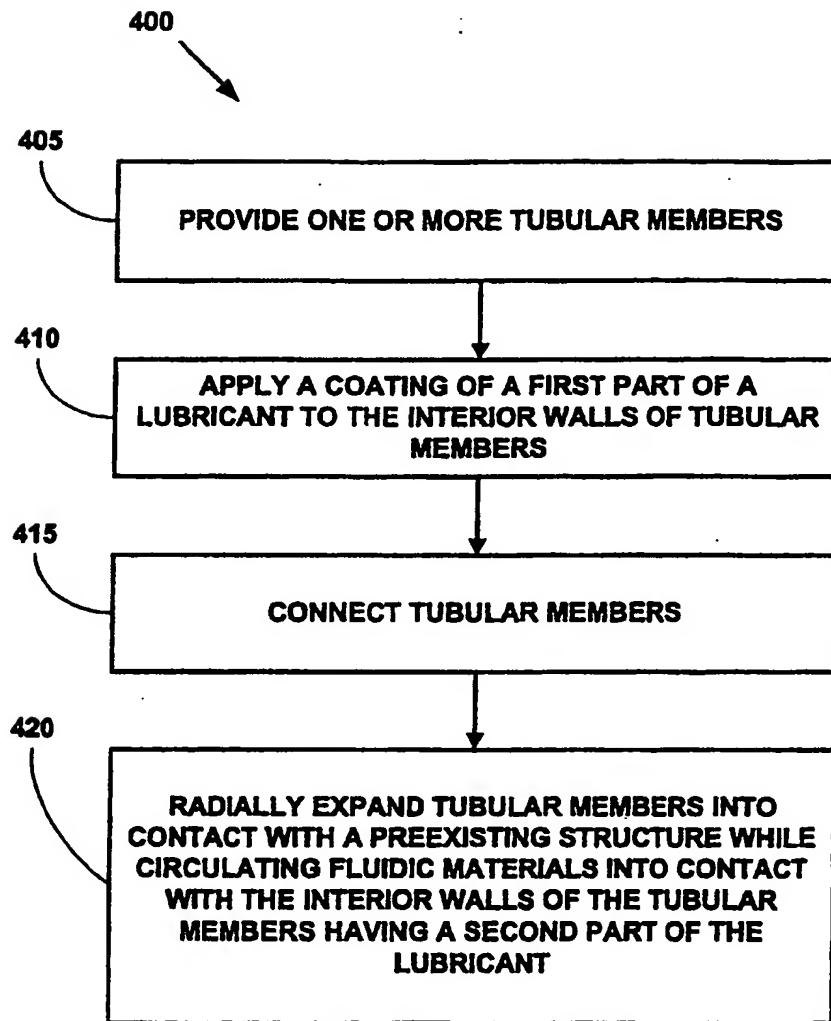 400
405
PROVIDE ONE OR MORE TUBULAR MEMBERS
410
APPLY A COATING OF A FIRST PART OF A
LUBRICANT TO THE INTERIOR WALLS OF TUBULAR
MEMBERS
415
CONNECT TUBULAR MEMBERS
420
RADIALLY EXPAND TUBULAR MEMBERS INTO
CONTACT WITH A PREEXISTING STRUCTURE WHILE
CIRCULATING FLUIDIC MATERIALS INTO CONTACT
WITH THE INTERIOR WALLS OF THE TUBULAR
MEMBERS HAVING A SECOND PART OF THE
LUBRICANT